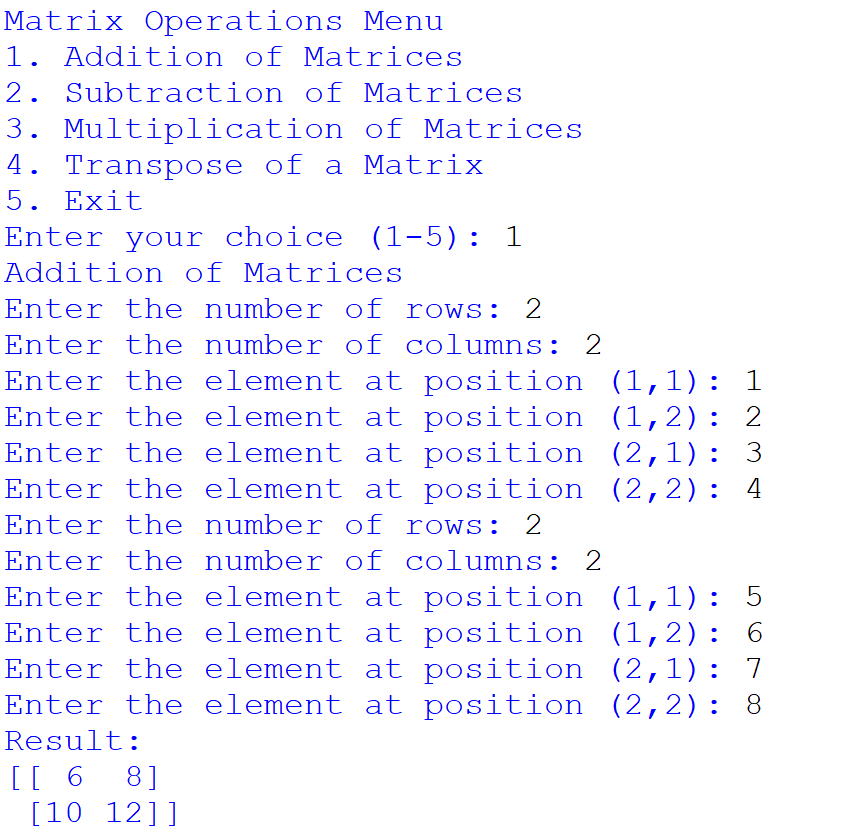 Matrix Operations Menu
1. Addition of Matrices
2. Subtraction of Matrices
3. Multiplication of Matrices
4. Transpose of a Matrix
5. Exit
Enter your choice (1-5): 1
Addition of Matrices
Enter the number of rows: 2
Enter the number of columns: 2
Enter the element at position (1,1): 1
Enter the element at position (1,2): 2
Enter the element at position (2,1): 3
Enter the element at position (2,2): 4
Enter the number of rows: 2
Enter the number of columns: 2
Enter the element at position (1,1): 5
Enter the element at position (1,2): 6
Enter the element at position (2,1): 7
Enter the element at position (2,2): 8
Result:
[[ 6  8]
 [10 12]]